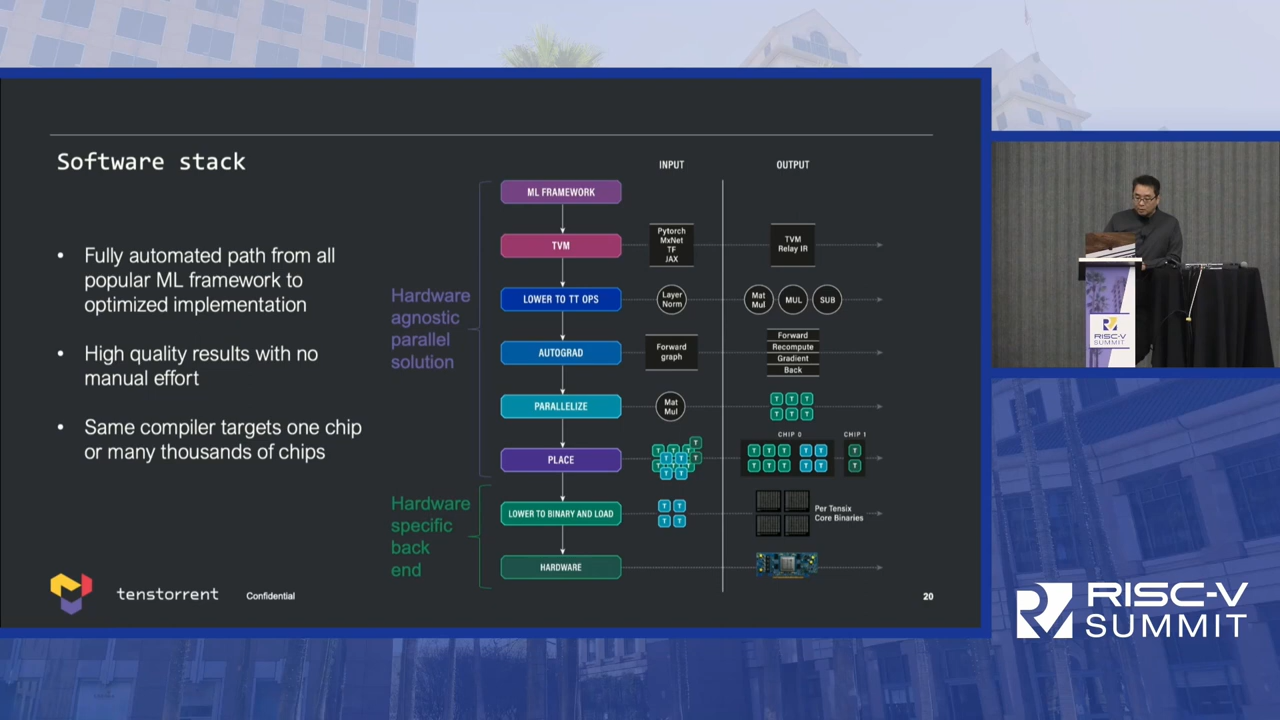 Software stack
• Fully automated path from all
popular ML framework to
optimized implementation
• High quality results with no
manual effort
• Same compiler targets one chip
or many thousands of chips
Hardware
agnostic
parallel
solution
Hardware
specific
back
end
INPUT
OUTPUT
ML FRAMEWORK
TVM
Pytorch
MxNet
TF
JAX
TVM
Relay IR
LOWER TO TT OPS
Layer
Norm
Mat
Mul
MUL
SUB
AUTOGRAD
Forward
graph
Forward
Recompute
Gradient
Back
PARALLELIZE
Mat
Mul
T T T
T T T
PLACE
CHIP 0
CHIP 1
T T T T T T
T T T T T T
LOWER TO BINARY AND LOAD
T T
T T
Per Tensix
Core Binaries
HARDWARE
tenstorrent
Confidential
20
RISC-V
SUMMIT
RISC-V
SUMMIT